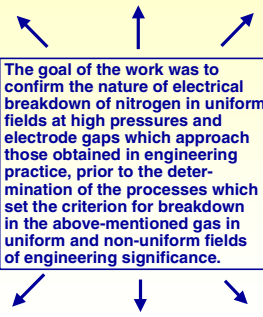 The goal of the work was to
confirm the nature of electrical
breakdown of nitrogen in uniform
fields at high pressures and
electrode gaps which approach
those obtained in engineering
practice, prior to the deter-
mination of the processes which
set the criterion for breakdown
in the above-mentioned gas in
uniform and non-uniform fields
of engineering significance.